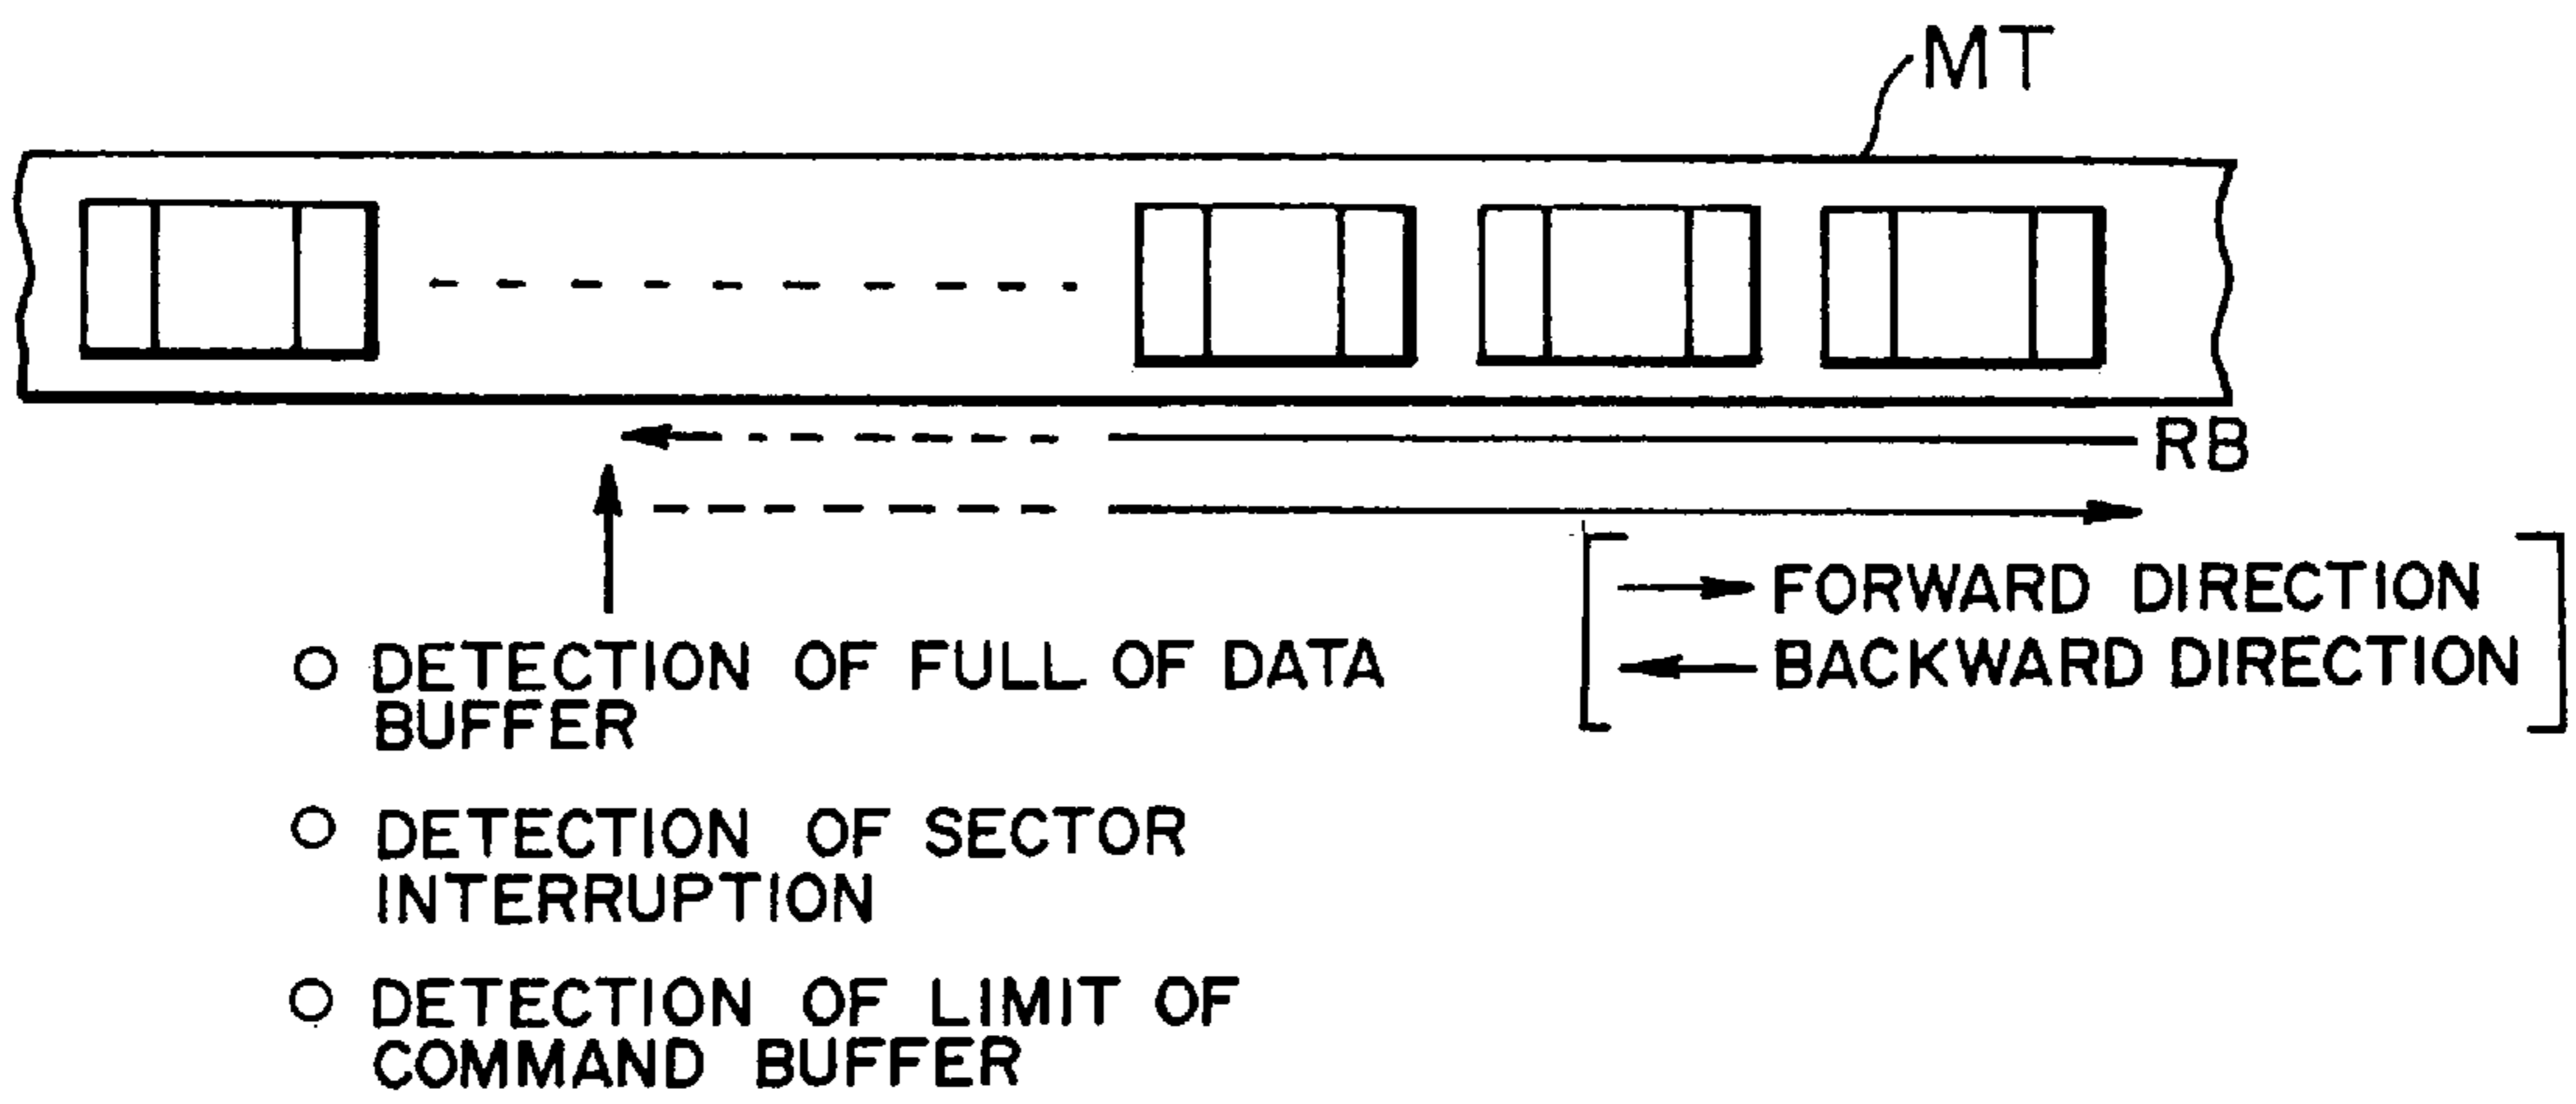 MT
RB
FORWARD DIRECTION
BACKWARD DIRECTION
DETECTION OF FULL OF DATA
BUFFER
DETECTION OF SECTOR
INTERRUPTION
DETECTION OF LIMIT OF
COMMAND BUFFER